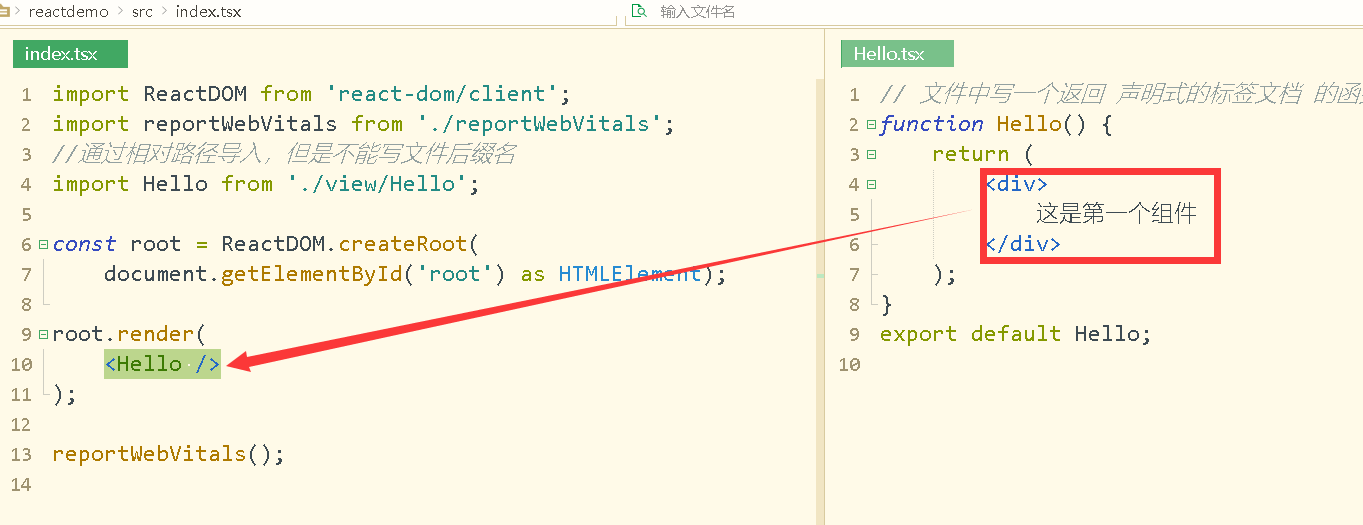 reactdemo > src > index.tsx
输入文件名
index.tsx
1 import ReactDOM from 'react-dom/client';
2 import reportWebVitals from './reportWebVitals';
3 //通过相对路径导入，但是不能写文件后缀名
4 import Hello from './view/Hello';
5
6 const root = ReactDOM.createRoot(
7 document.getElementById('root') as HTMLElement);
8
9 root.render(
10 <Hello />
11 );
12
13 reportWebVitals();
14
Hello.tsx
1 // 文件中写一个返回 声明式的标签文档 的函
2 function Hello() {
3 return (
4 <div>
5 这是第一个组件
6 </div>
7 );
8 }
9 export default Hello;
10